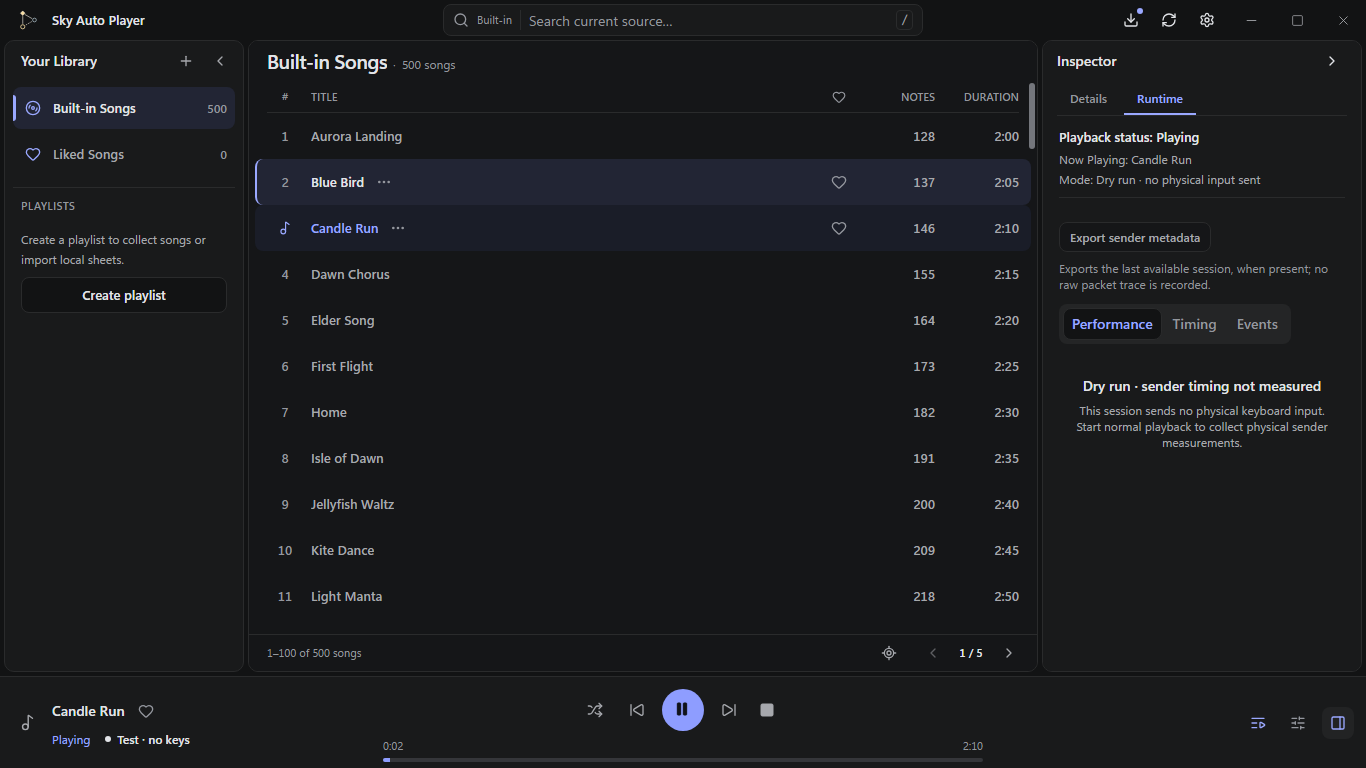 Sky Auto Player
Built-in
Search current source...
/
Your Library
Built-in Songs 500
Liked Songs 0
PLAYLISTS
Create a playlist to collect songs or
import local sheets.
Create playlist
Built-in Songs · 500 songs
# TITLE NOTES DURATION
1 Aurora Landing 128 2:00
2 Blue Bird ··· 137 2:05
Candle Run ··· 146 2:10
4 Dawn Chorus 155 2:15
5 Elder Song 164 2:20
6 First Flight 173 2:25
7 Home 182 2:30
8 Isle of Dawn 191 2:35
9 Jellyfish Waltz 200 2:40
10 Kite Dance 209 2:45
11 Light Manta 218 2:50
1–100 of 500 songs
1 / 5
Inspector
Details Runtime
Playback status: Playing
Now Playing: Candle Run
Mode: Dry run · no physical input sent
Export sender metadata
Exports the last available session, when present; no
raw packet trace is recorded.
Performance Timing Events
Dry run · sender timing not measured
This session sends no physical keyboard input.
Start normal playback to collect physical sender
measurements.
Candle Run
Playing • Test · no keys
0:02 2:10